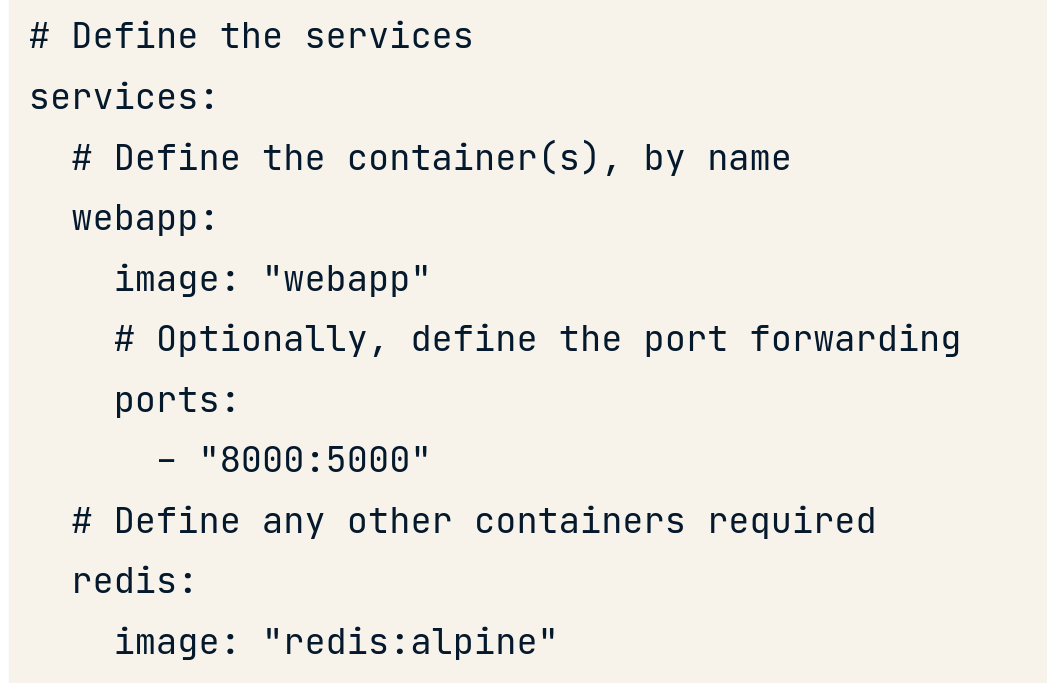 # Define the services
services:
  # Define the container(s), by name
  webapp:
    image: "webapp"
    # Optionally, define the port forwarding
    ports:
      - "8000:5000"
  # Define any other containers required
  redis:
    image: "redis:alpine"